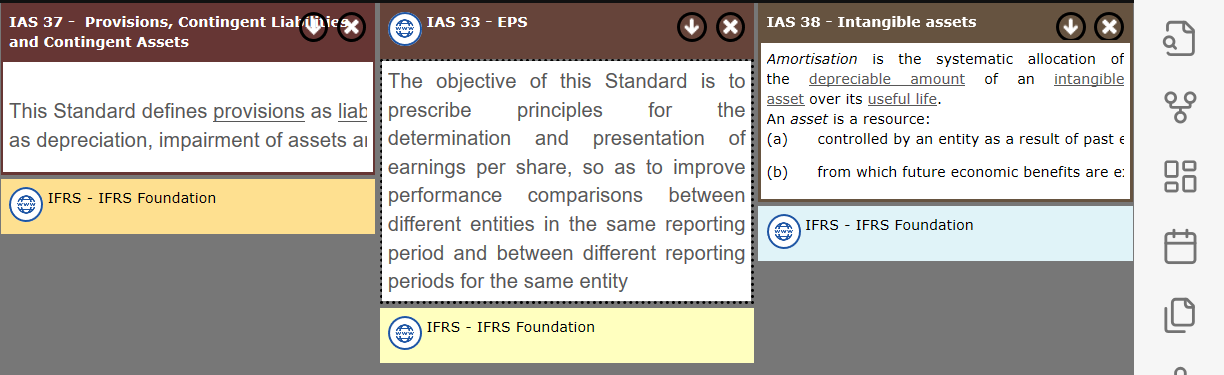 IAS 37 - Provisions, Contingent Liabilities
and Contingent Assets
This Standard defines provisions as liab
as depreciation, impairment of assets
IFRS - IFRS Foundation
IAS 33 - EPS
The objective of this Standard is to
prescribe principles for the
determination and presentation of
earnings per share, so as to improve
performance comparisons between
different entities in the same reporting
period and between different reporting
periods for the same entity
IFRS - IFRS Foundation
IAS 38 - Intangible assets
Amortisation is the systematic allocation of
the depreciable amount of an intangible
asset over its useful life.
An asset is a resource:
(a) controlled by an entity as a result of past
(b) from which future economic benefits are
IFRS - IFRS Foundation